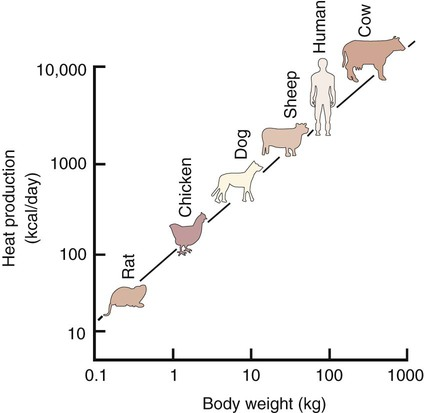 Human
Cow
Sheep
Dog
Chicken
Rat
Heat production
(kcal/day)
10,000
1000
100
10
0.1
1
10
100
1000
Body weight (kg)